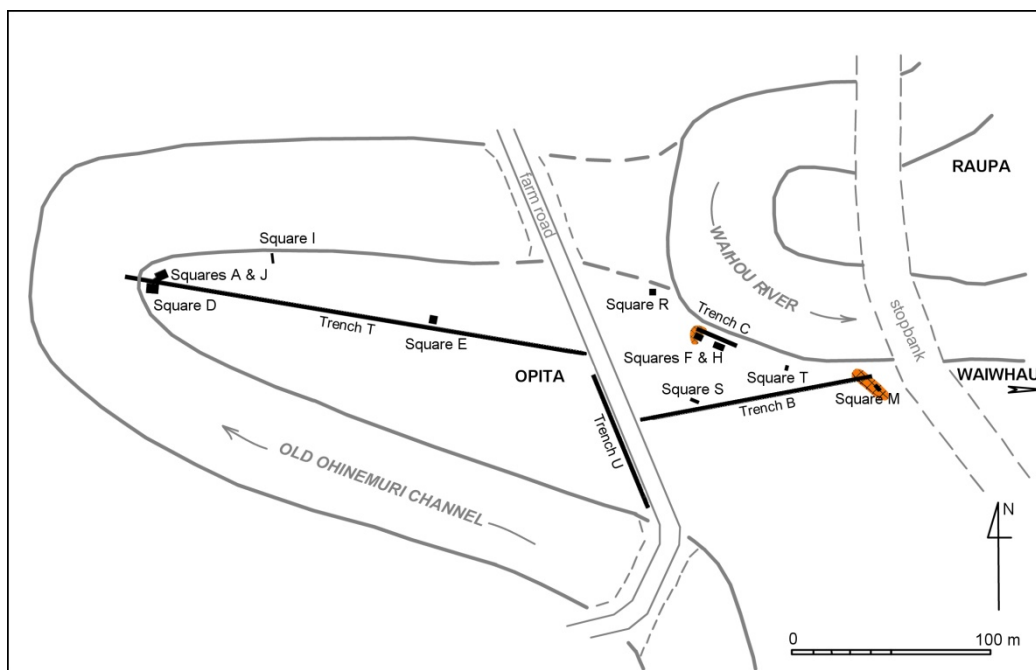 RAUPA
farm road
WAIHOU RIVER
Square I
Squares A & J
Square D
Trench T
Square E
Square R
Trench C
Squares F & H
stopbank
OPITA
Square T
WAIWHAU
Square S
Trench B
Square M
Trench U
OLD OHINEMURI CHANNEL
N
0 100 m